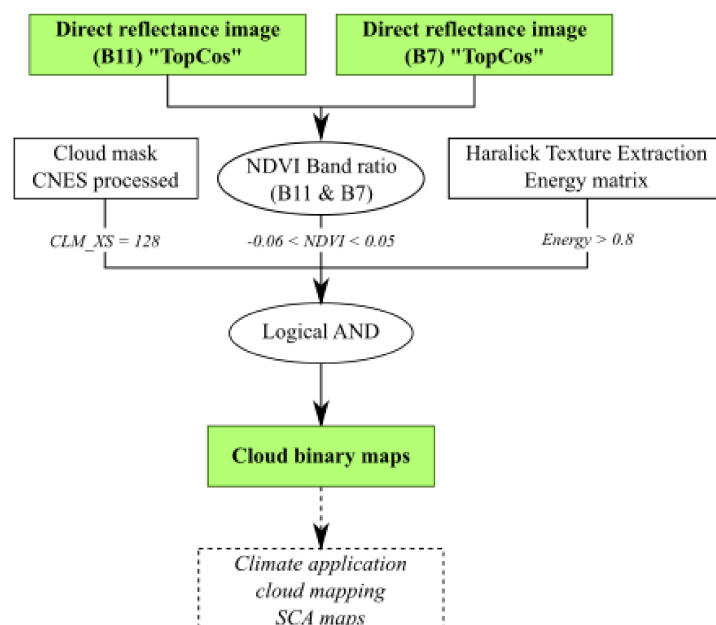 Direct reflectance image
(B11) "TopCos"
Direct reflectance image
(B7) "TopCos"
Cloud mask
CNES processed
NDVI Band ratio
(B11 & B7)
Haralick Texture Extraction
Energy matrix
CLM_XS = 128
-0.06 < NDVI < 0.05
Energy > 0.8
Logical AND
Cloud binary maps
Climate application
cloud mapping
SCA maps